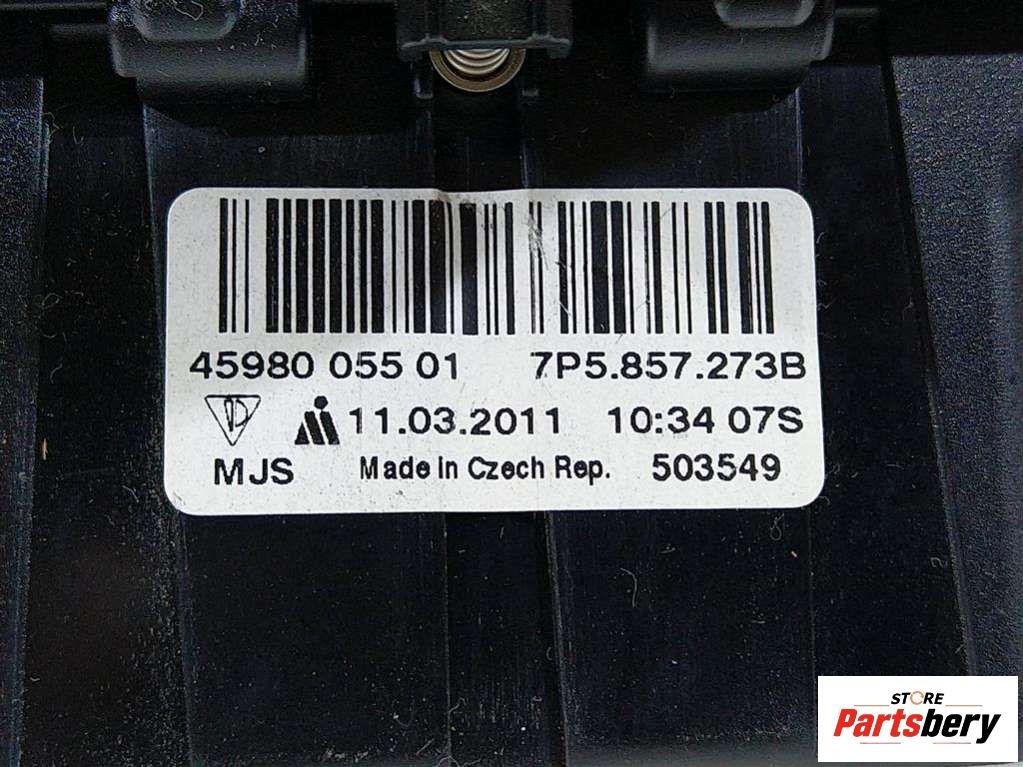 45980 055 01 7P5.857.273B
11.03.2011 10:34 07S
MJS Made in Czech Rep. 503549
STORE
Partsbery